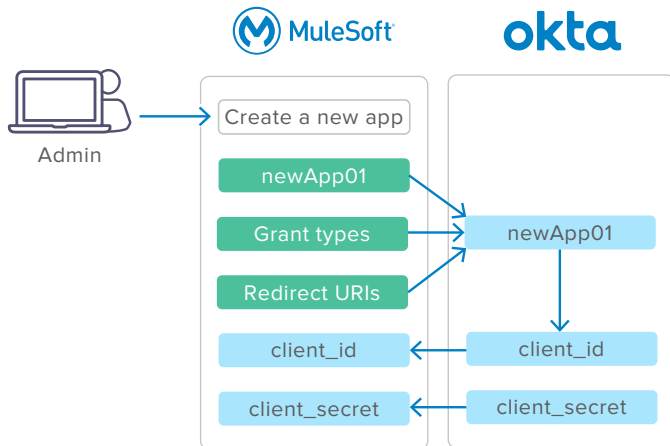 MuleSoft®
okta
Create a new app
Admin
newApp01
Grant types
newApp01
Redirect URIs
client_id
client_id
client_secret
client_secret